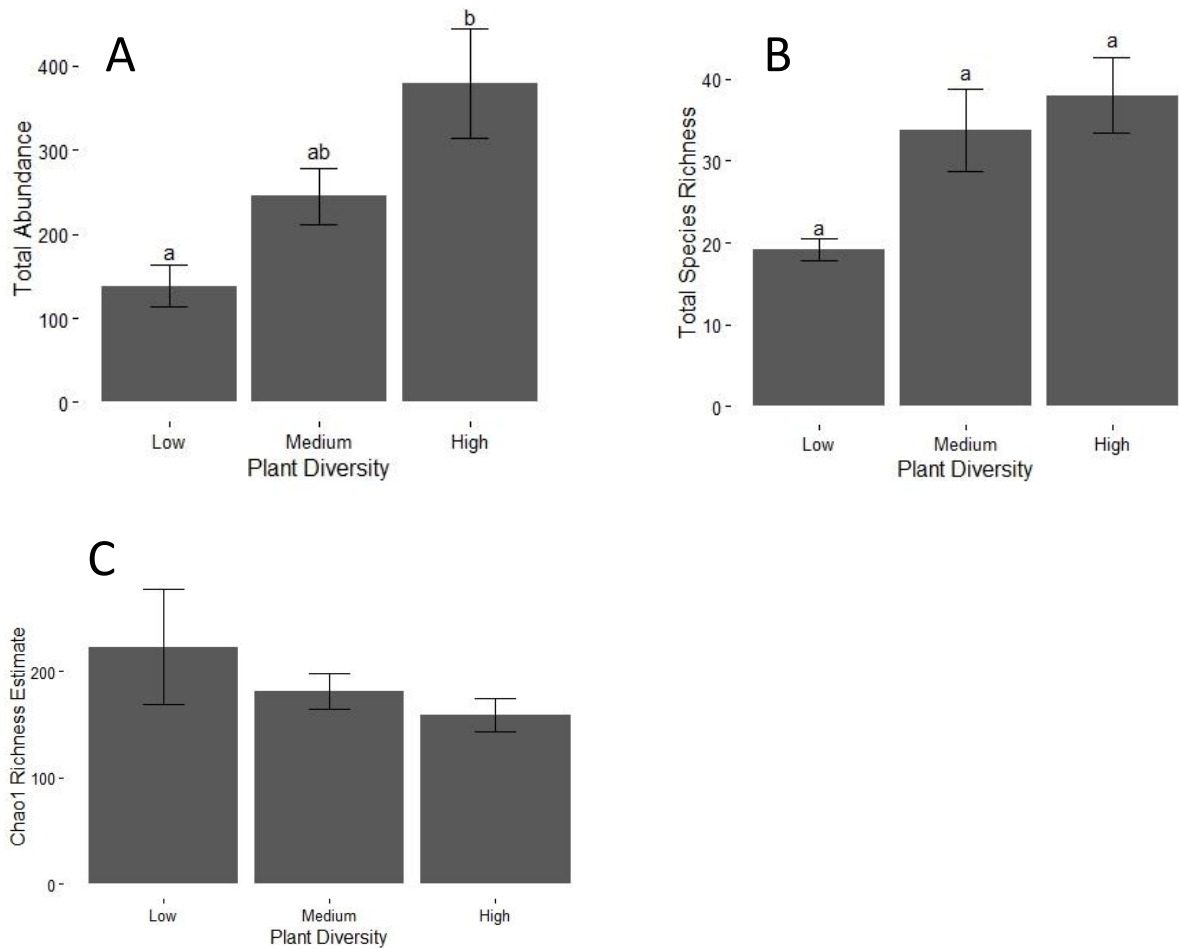 A
Total Abundance
400
300
200
100
0
a
ab
b
Low
Medium
High
Plant Diversity
B
Total Species Richness
40
30
20
10
0
a
a
a
Low
Medium
High
Plant Diversity
C
Chao1 Richness Estimate
200
100
0
Low
Medium
High
Plant Diversity